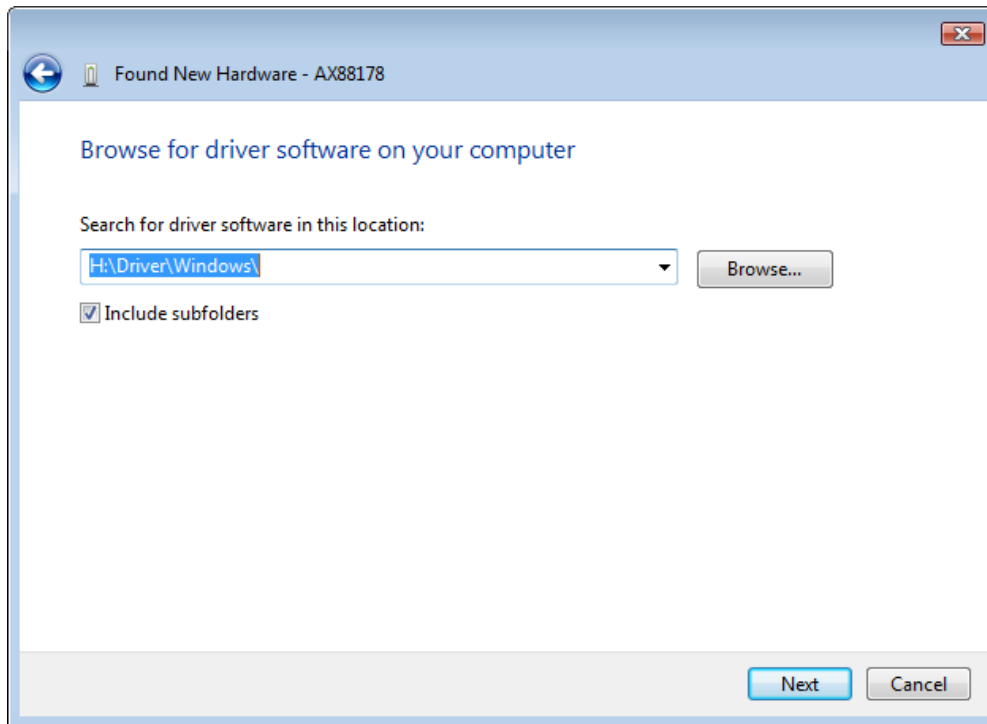 Found New Hardware - AX88178
Browse for driver software on your computer
Search for driver software in this location:
H:\Driver\Windows\
Browse...
Include subfolders
Next
Cancel